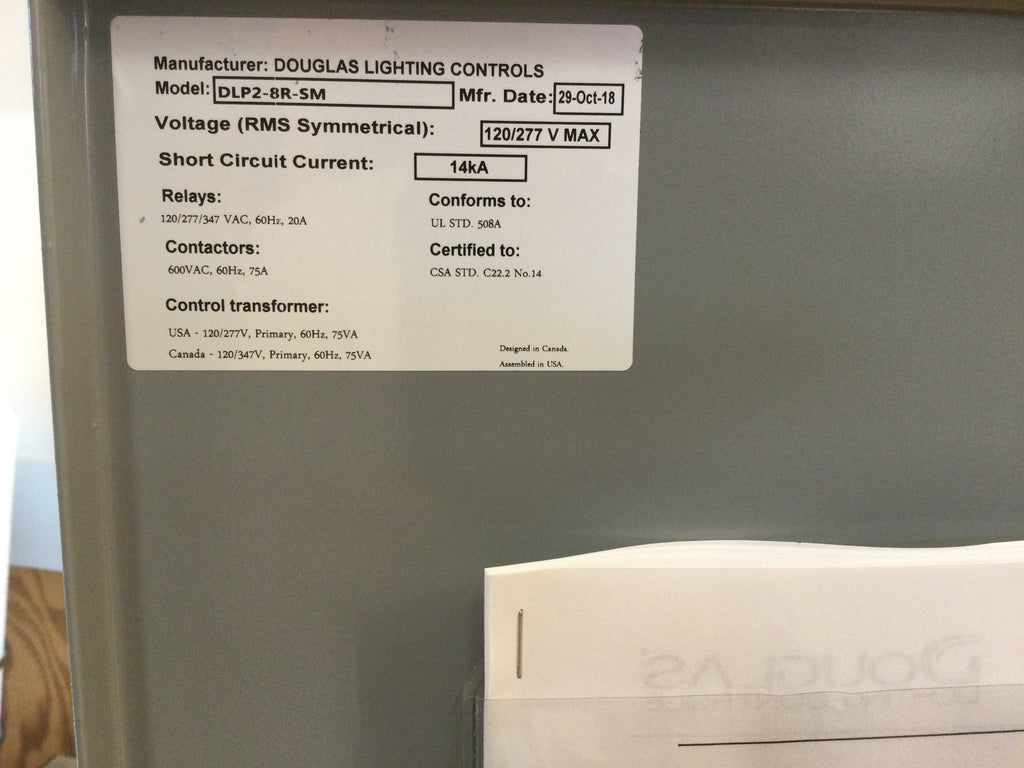 Manufacturer: DOUGLAS LIGHTING CONTROLS
Model: DLP2-8R-SM Mfr. Date: 29-Oct-18
Voltage (RMS Symmetrical): 120/277 V MAX
Short Circuit Current: 14kA
Relays:
120/277/347 VAC, 60Hz, 20A
Conforms to:
UL STD. 508A
Contactors:
600VAC, 60Hz, 75A
Certified to:
CSA STD. C22.2 No.14
Control transformer:
USA - 120/277V, Primary, 60Hz, 75VA
Canada - 120/347V, Primary, 60Hz, 75VA
Designed in Canada.
Assembled in USA.
DOUGLAS
LIGHTING CONTROLS